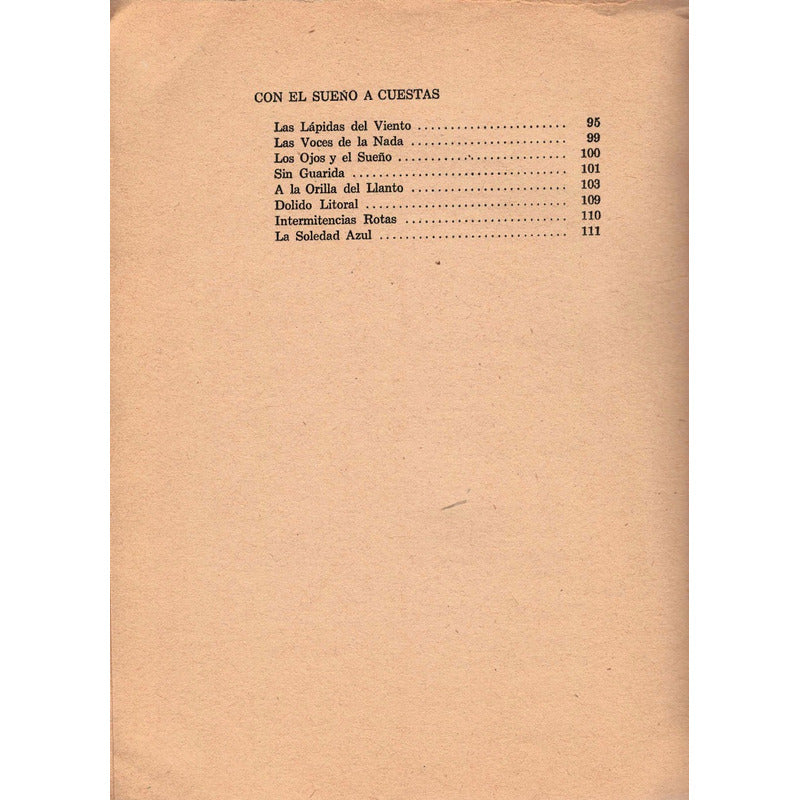 CON EL SUEÑO A CUESTAS
Las Lápidas del Viento ........................ 95
Las Voces de la Nada ......................... 99
Los Ojos y el Sueño ........................... 100
Sin Guarida .................................. 101
A la Orilla del Llanto ......................... 103
Dolido Litoral ................................ 109
Intermitencias Rotas .......................... 110
La Soledad Azul .............................. 111